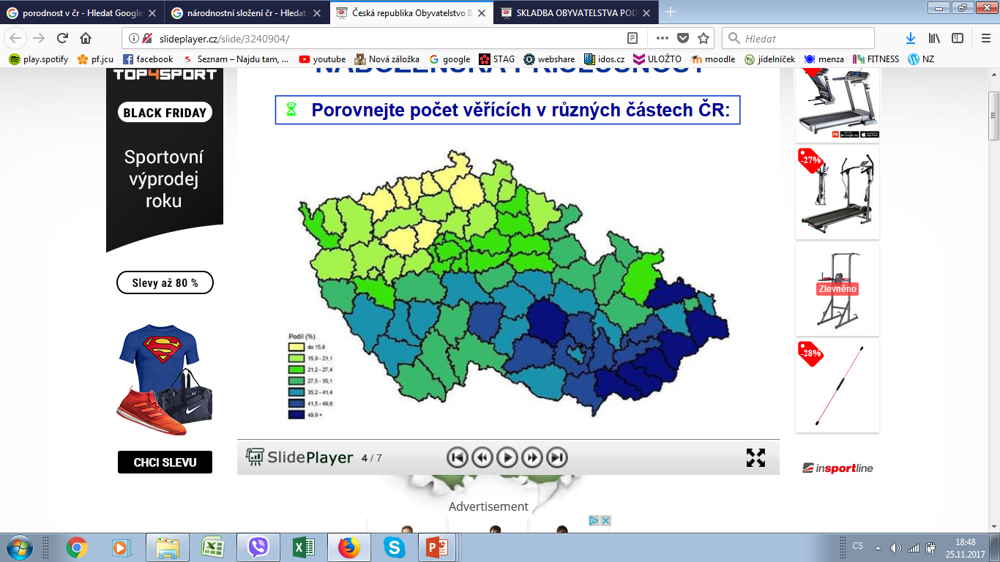 porodnost v čr - Hledat Google
národnostní složení čr - Hledat
Česká republika Obyvatelstvo II
SKLADBA OBYVATELSTVA POD
slideplayer.cz/slide/3240904/
Hledat
play.spotify
pf.jcu
facebook
Seznam – Najdu tam, ...
youtube
Nová záložka
google
STAG
webshare
idos.cz
ULOŽTO
moodle
jídelníček
menza
FITNESS
NZ
TOP4SPORT
BLACK FRIDAY
Sportovní
výprodej
roku
Slevy až 80 %
CHCI SLEVU
NÁBOŽENSKÁ PŘÍSLUŠNOST
Porovnejte počet věřících v různých částech ČR:
Podíl (%)
do 15,8
15,9 - 21,1
21,2 - 27,4
27,5 - 35,1
35,2 - 41,4
41,5 - 49,8
49,9 +
SlidePlayer 4 / 7
Advertisement
-27%
Zlevněno
-28%
insportline
CS
18:48
25.11.2017